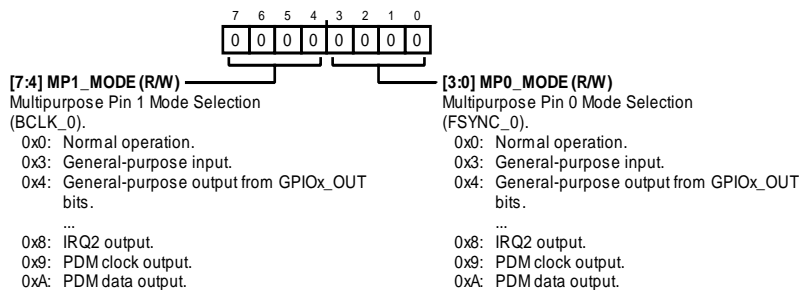 7 6 5 4 3 2 1 0
0 0 0 0 0 0 0 0
[7:4] MP1_MODE (R/W)
Multipurpose Pin 1 Mode Selection
(BCLK_0).
0x0: Normal operation.
0x3: General-purpose input.
0x4: General-purpose output from GPIOx_OUT
bits.
...
0x8: IRQ2 output.
0x9: PDM clock output.
0xA: PDM data output.
[3:0] MP0_MODE (R/W)
Multipurpose Pin 0 Mode Selection
(FSYNC_0).
0x0: Normal operation.
0x3: General-purpose input.
0x4: General-purpose output from GPIOx_OUT
bits.
...
0x8: IRQ2 output.
0x9: PDM clock output.
0xA: PDM data output.